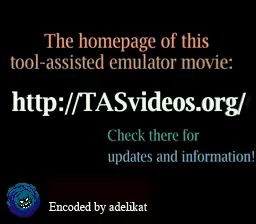 The homepage of this
tool-assisted emulator movie:
http://TASvideos.org/
Check there for
updates and information!
Encoded by adelikat